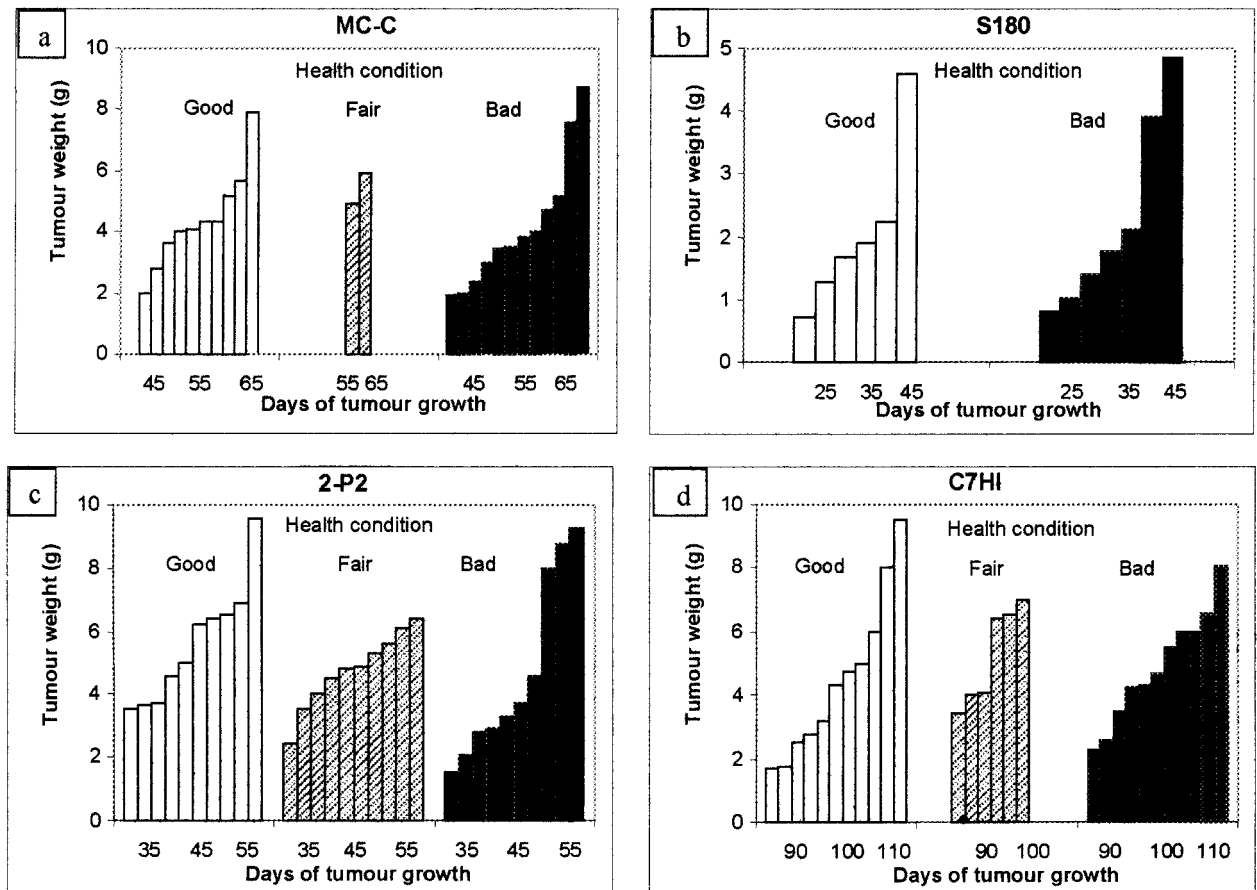 a
MC-C
10
8
6
4
2
0
Tumour weight (g)
Health condition
Good
Fair
Bad
45 55 65
55 65
45 55 65
Days of tumour growth
b
S180
5
4
3
2
1
0
Tumour weight (g)
Health condition
Good
Bad
25 35 45
25 35 45
Days of tumour growth
c
2-P2
10
8
6
4
2
0
Tumour weight (g)
Health condition
Good
Fair
Bad
35 45 55
35 45 55
35 45 55
Days of tumour growth
d
C7HI
10
8
6
4
2
0
Tumour weight (g)
Health condition
Good
Fair
Bad
90 100 110
90 100
90 100 110
Days of tumour growth